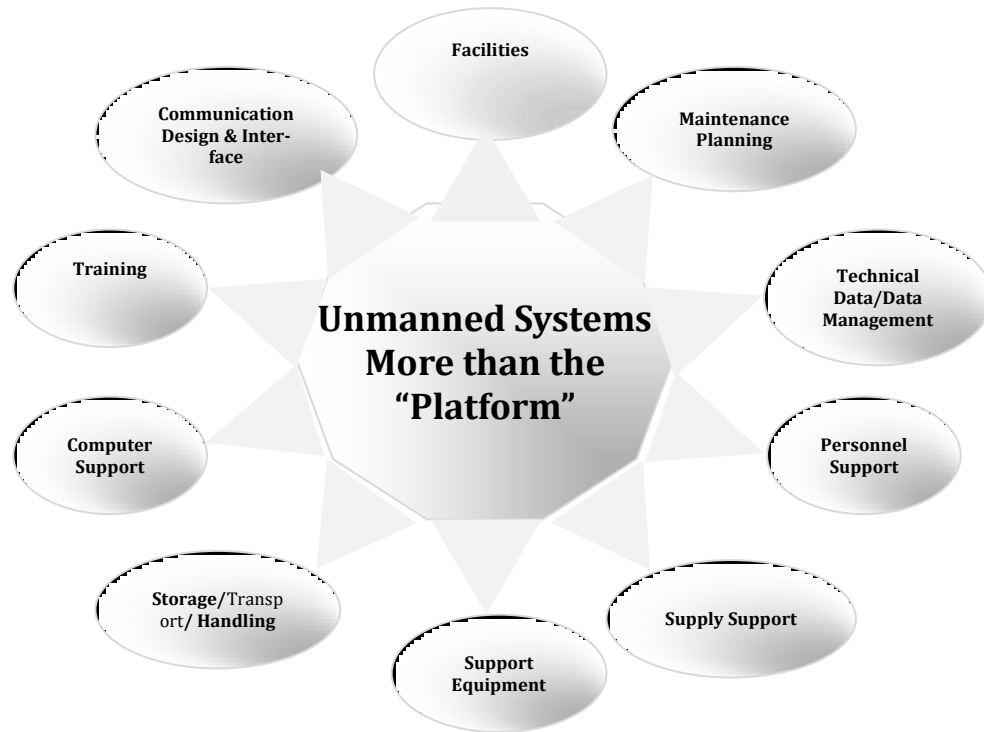 Facilities
Communication
Design & Inter-
face
Maintenance
Planning
Training
Technical
Data/Data
Management
Unmanned Systems
More than the
“Platform”
Computer
Support
Personnel
Support
Storage/Transp
ort/ Handling
Supply Support
Support
Equipment